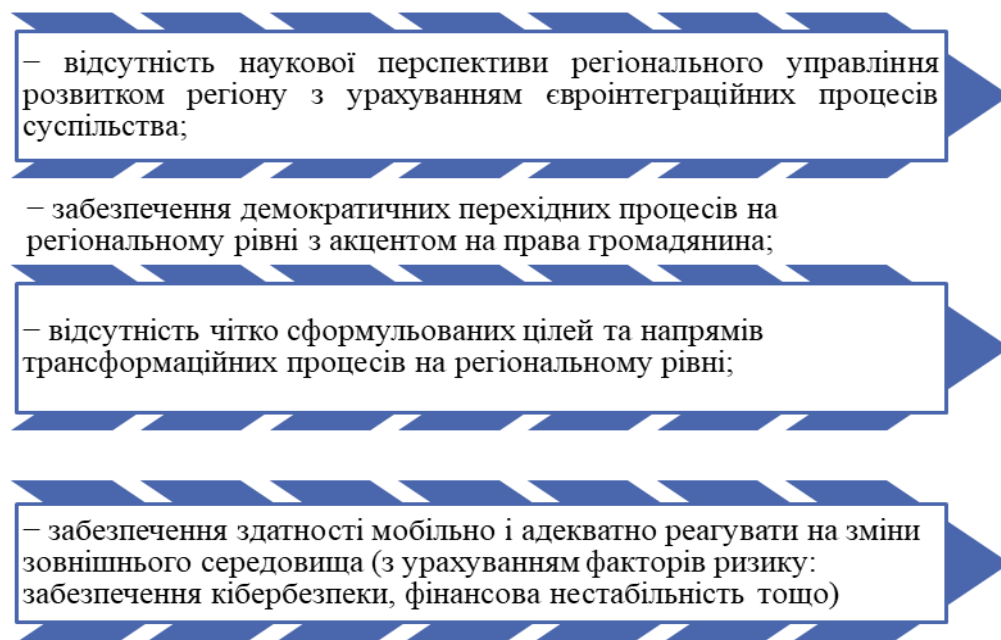 − відсутність наукової перспективи регіонального управління
розвитком регіону з урахуванням євроінтеграційних процесів
суспільства;
− забезпечення демократичних перехідних процесів на
регіональному рівні з акцентом на права громадянина;
− відсутність чітко сформульованих цілей та напрямів
трансформаційних процесів на регіональному рівні;
− забезпечення здатності мобільно і адекватно реагувати на зміни
зовнішнього середовища (з урахуванням факторів ризику:
забезпечення кібербезпеки, фінансова нестабільність тощо)